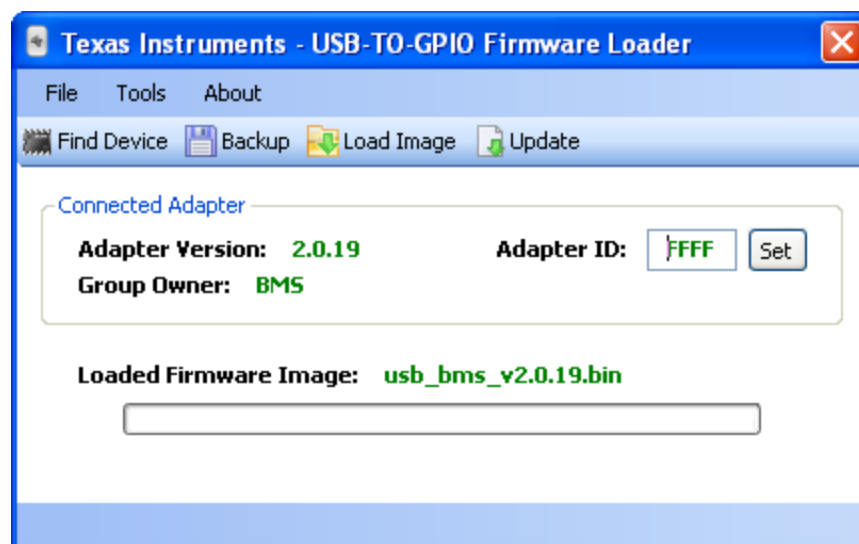 Texas Instruments - USB-TO-GPIO Firmware Loader
File Tools About
Find Device Backup Load Image Update
Connected Adapter
Adapter Version: 2.0.19 Adapter ID: FFFF Set
Group Owner: BMS
Loaded Firmware Image: usb_bms_v2.0.19.bin